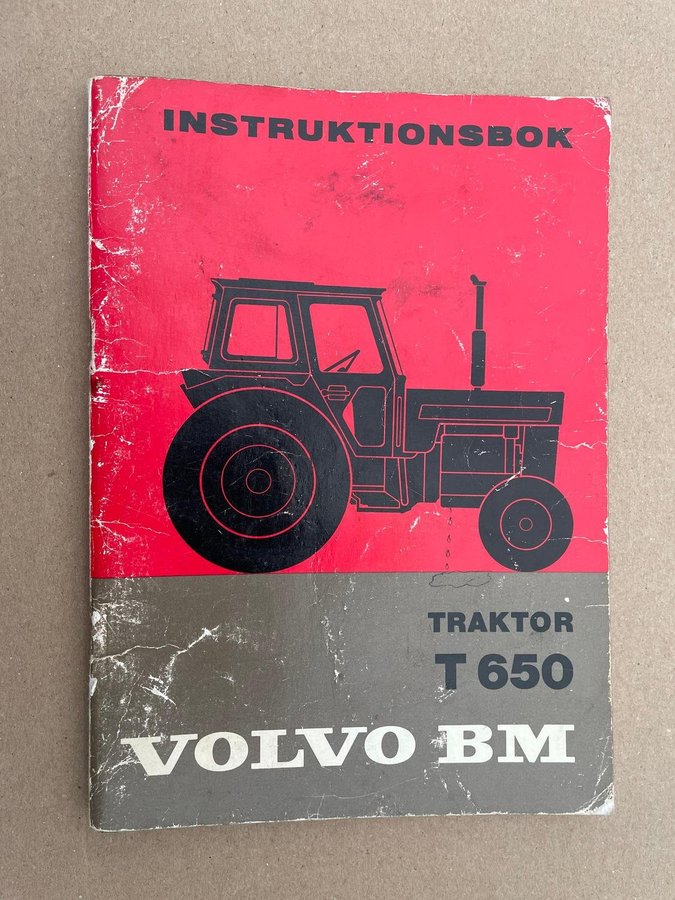 INSTRUKTIONSBOK
TRAKTOR
T 650
VOLVO BM